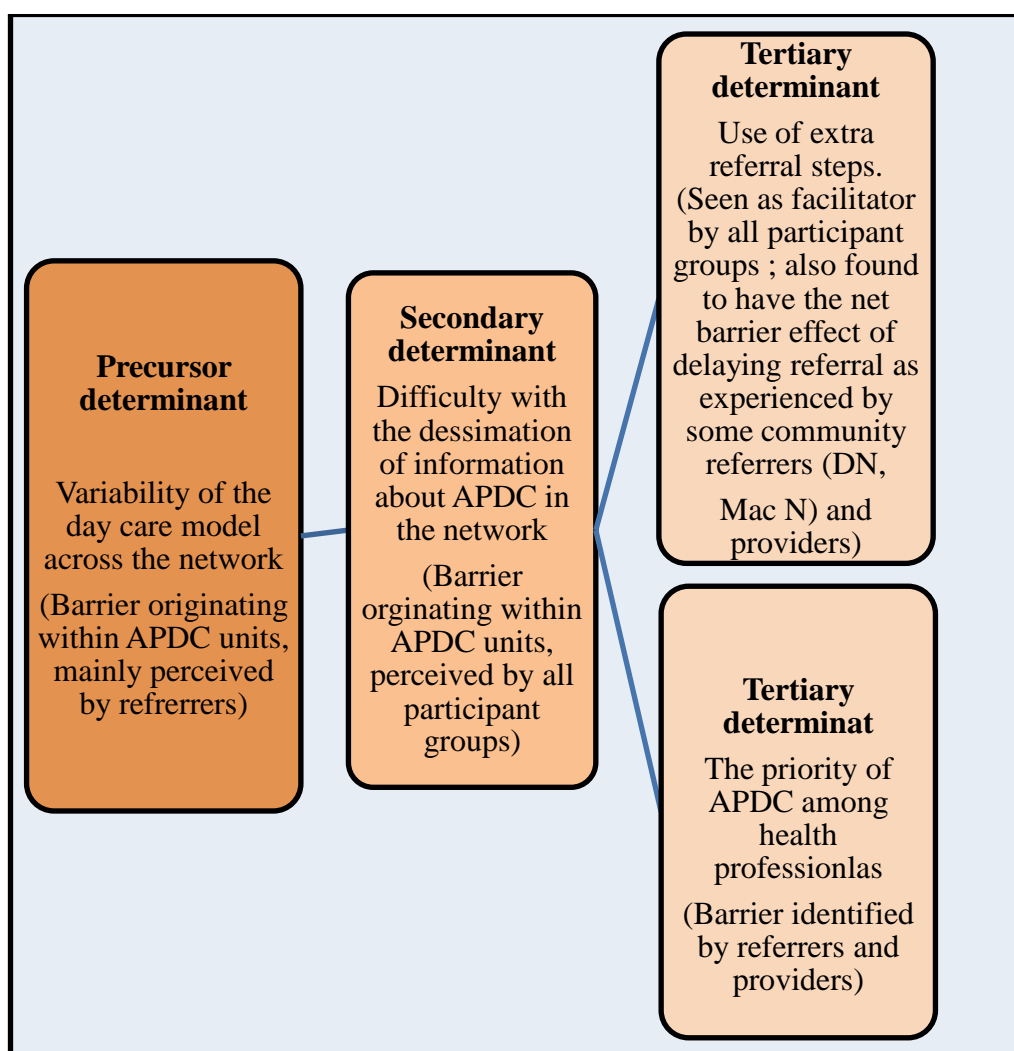 Precursor
determinant
Variability of the
day care model
across the network
(Barrier originating
within APDC units,
mainly perceived
by refrerrers)
Secondary
determinant
Difficulty with
the dessimation
of information
about APDC in
the network
(Barrier
orginating within
APDC units,
perceived by all
participant
groups)
Tertiary
determinant
Use of extra
referral steps.
(Seen as facilitator
by all participant
groups ; also found
to have the net
barrier effect of
delaying referral as
experienced by
some community
referrers (DN,
Mac N) and
providers)
Tertiary
determinat
The priority of
APDC among
health
professionlas
(Barrier identified
by referrers and
providers)